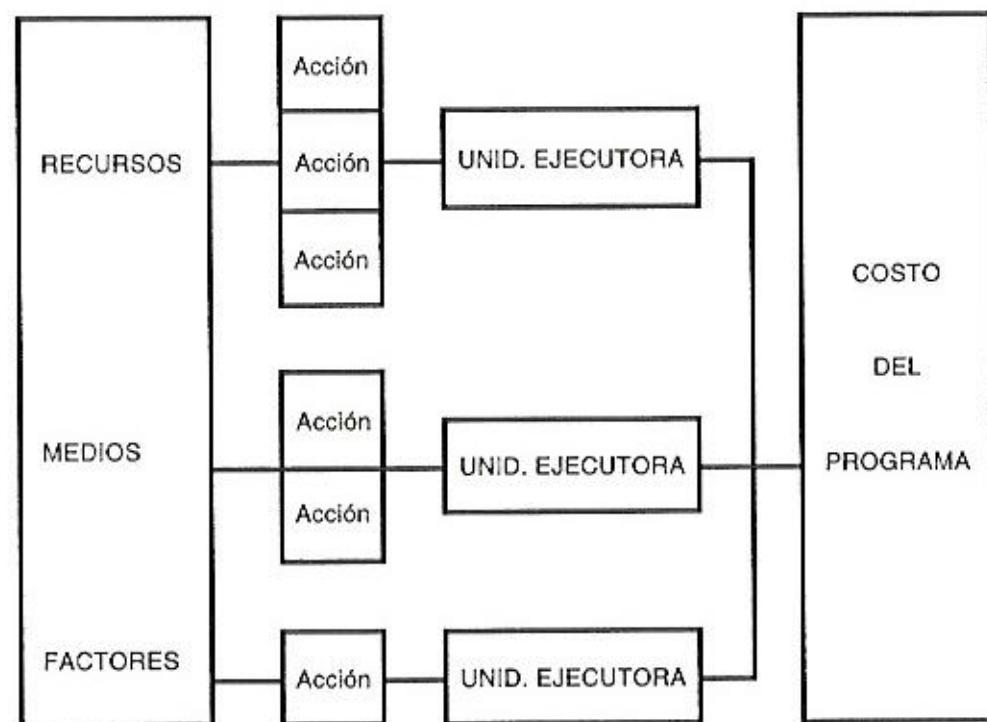 RECURSOS
MEDIOS
FACTORES
Acción
Acción
Acción
UNID. EJECUTORA
Acción
Acción
UNID. EJECUTORA
Acción
UNID. EJECUTORA
COSTO
DEL
PROGRAMA